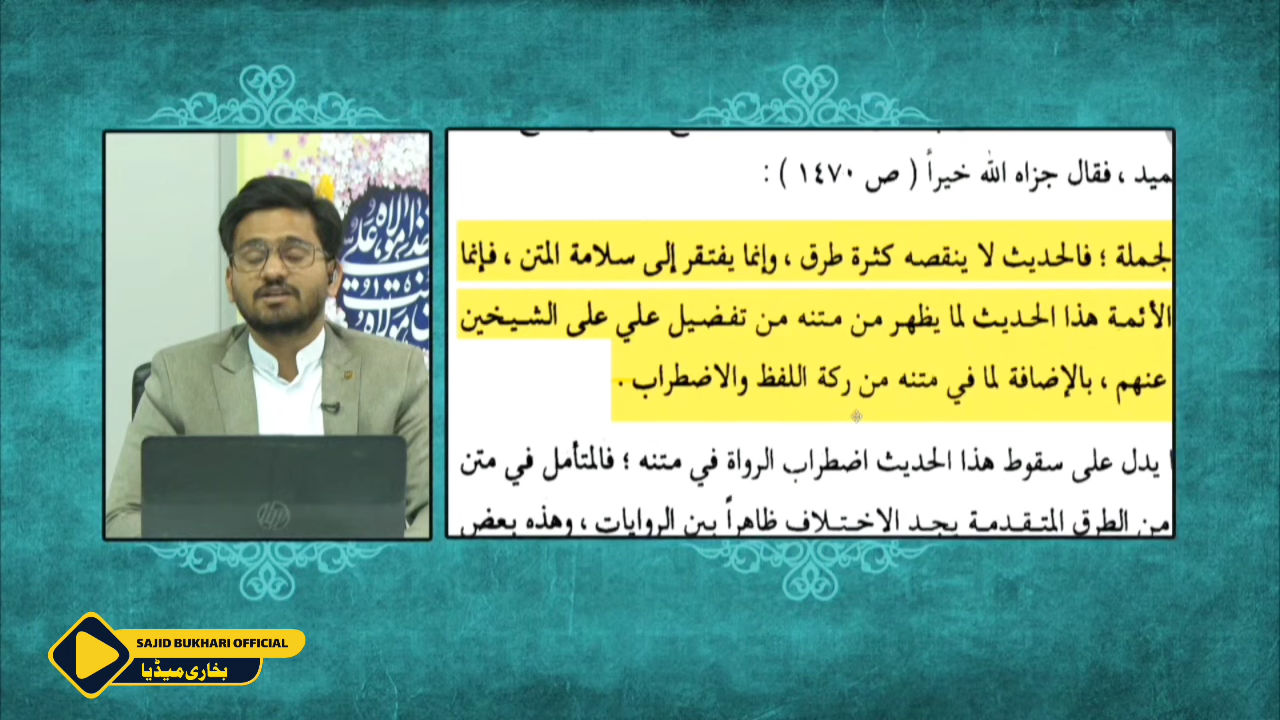 ميد ، فقال جزاه الله خيراً ( ص ١٤٧٠ ) :
لجملة ؛ فالحديث لا ينقصه كثرة طرق ، وإنما يفتقر إلى سلامة المتن ، فإنما
الأئمة هذا الحديث لما يظهر من متنه من تفضيل علي على الشيخين
عنهم ، بالإضافة لما في متنه من ركة اللفظ والاضطراب .
يدل على سقوط هذا الحديث اضطراب الرواة في متنه ؛ فالمتأمل في متن
من الطرق المتقدمة يجد الاختلاف ظاهراً بين الروايات ، وهذه بعض
hp
SAJID BUKHARI OFFICIAL
بخاری میڈیا